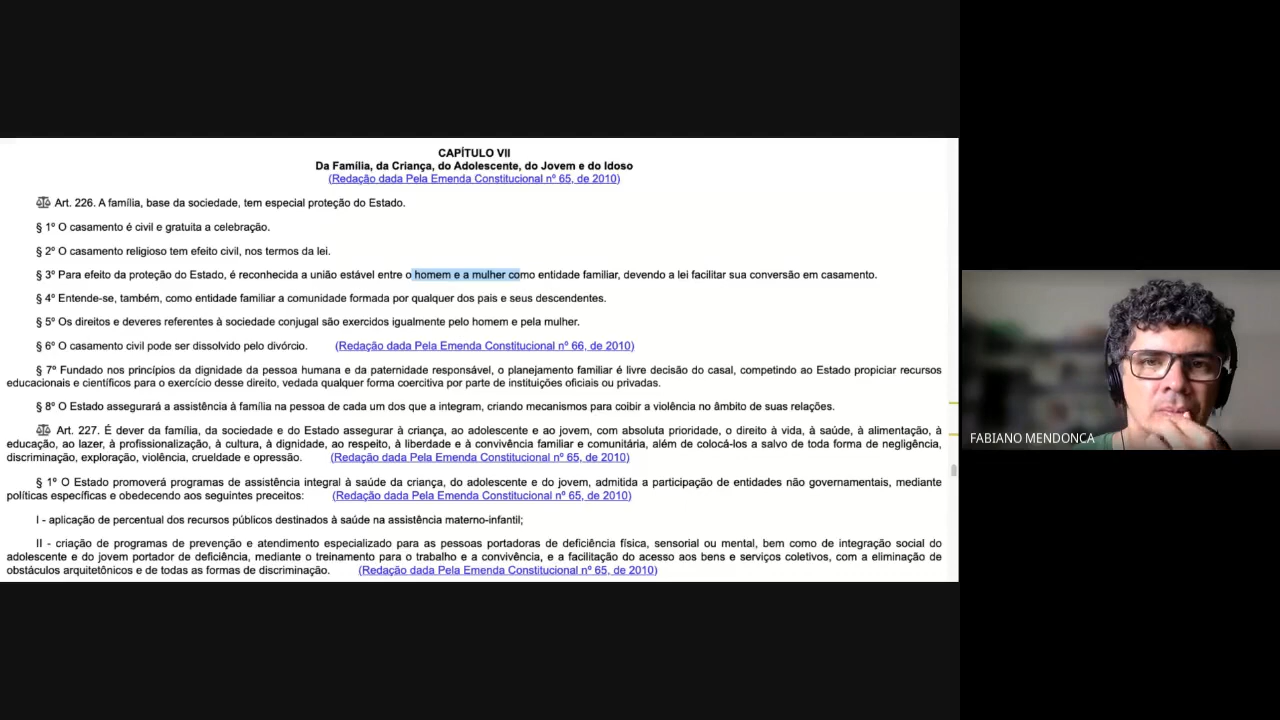 CAPÍTULO VII
Da Família, da Criança, do Adolescente, do Jovem e do Idoso
(Redação dada Pela Emenda Constitucional nº 65, de 2010)
Art. 226. A família, base da sociedade, tem especial proteção do Estado.
§ 1º O casamento é civil e gratuita a celebração.
§ 2º O casamento religioso tem efeito civil, nos termos da lei.
§ 3º Para efeito da proteção do Estado, é reconhecida a união estável entre o homem e a mulher como entidade familiar, devendo a lei facilitar sua conversão em casamento.
§ 4º Entende-se, também, como entidade familiar a comunidade formada por qualquer dos pais e seus descendentes.
§ 5º Os direitos e deveres referentes à sociedade conjugal são exercidos igualmente pelo homem e pela mulher.
§ 6º O casamento civil pode ser dissolvido pelo divórcio. (Redação dada Pela Emenda Constitucional nº 66, de 2010)
§ 7º Fundado nos princípios da dignidade da pessoa humana e da paternidade responsável, o planejamento familiar é livre decisão do casal, competindo ao Estado propiciar recursos
educacionais e científicos para o exercício desse direito, vedada qualquer forma coercitiva por parte de instituições oficiais ou privadas.
§ 8º O Estado assegurará a assistência à família na pessoa de cada um dos que a integram, criando mecanismos para coibir a violência no âmbito de suas relações.
Art. 227. É dever da família, da sociedade e do Estado assegurar à criança, ao adolescente e ao jovem, com absoluta prioridade, o direito à vida, à saúde, à alimentação, à
educação, ao lazer, à profissionalização, à cultura, à dignidade, ao respeito, à liberdade e à convivência familiar e comunitária, além de colocá-los a salvo de toda forma de negligência,
discriminação, exploração, violência, crueldade e opressão. (Redação dada Pela Emenda Constitucional nº 65, de 2010)
§ 1º O Estado promoverá programas de assistência integral à saúde da criança, do adolescente e do jovem, admitida a participação de entidades não governamentais, mediante
políticas específicas e obedecendo aos seguintes preceitos: (Redação dada Pela Emenda Constitucional nº 65, de 2010)
I - aplicação de percentual dos recursos públicos destinados à saúde na assistência materno-infantil;
II - criação de programas de prevenção e atendimento especializado para as pessoas portadoras de deficiência física, sensorial ou mental, bem como de integração social do
adolescente e do jovem portador de deficiência, mediante o treinamento para o trabalho e a convivência, e a facilitação do acesso aos bens e serviços coletivos, com a eliminação de
obstáculos arquitetônicos e de todas as formas de discriminação. (Redação dada Pela Emenda Constitucional nº 65, de 2010)
FABIANO MENDONCA